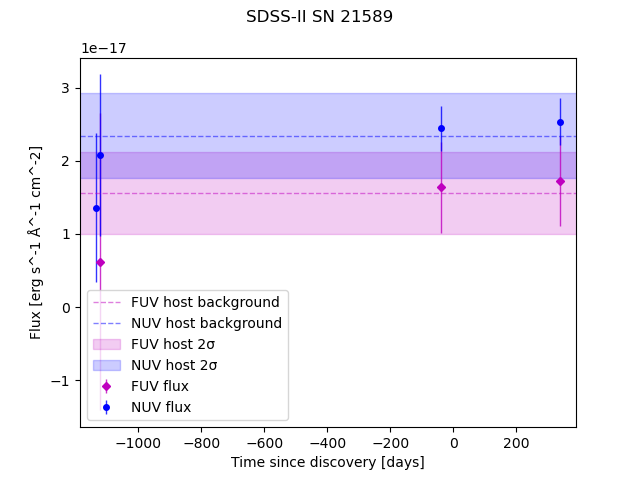 SDSS-II SN 21589
1e−17
3
2
1
0
−1
Flux [erg s^-1 Å^-1 cm^-2]
FUV host background
NUV host background
FUV host 2σ
NUV host 2σ
FUV flux
NUV flux
−1000 −800 −600 −400 −200 0 200
Time since discovery [days]